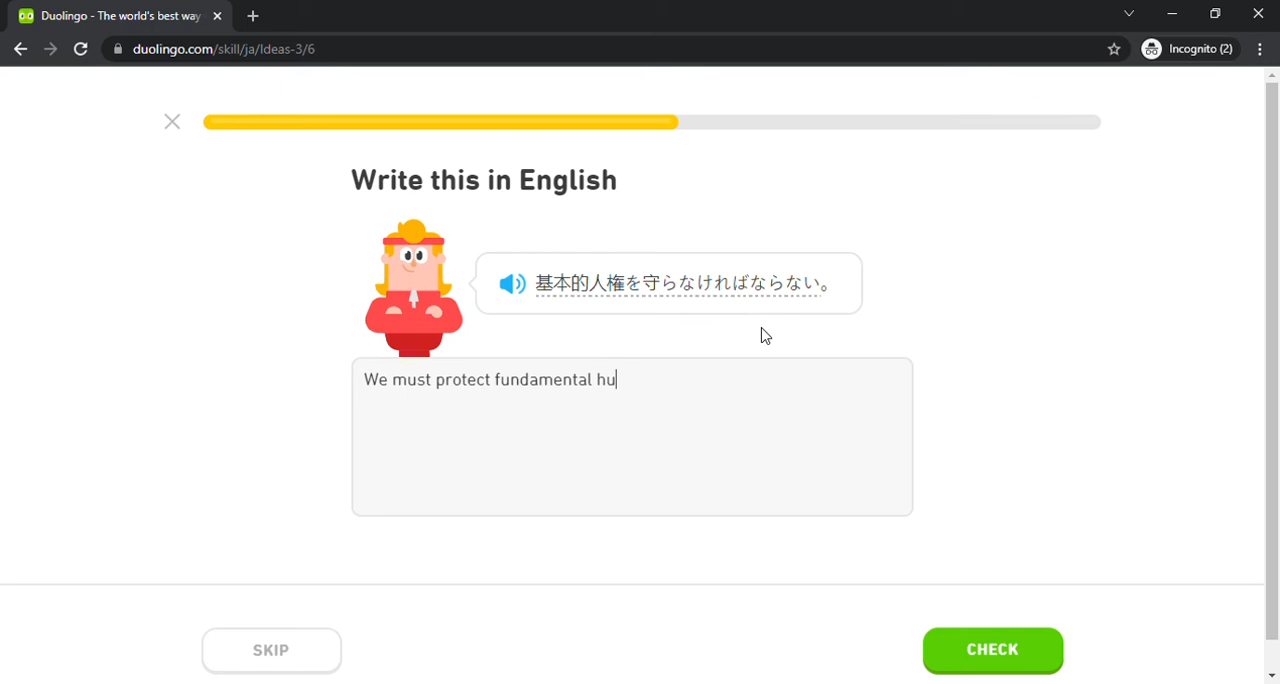 Duolingo - The world's best way
duolingo.com/skill/ja/Ideas-3/6
Incognito (2)
Write this in English
基本的人権を守らなければならない。
We must protect fundamental hu
SKIP
CHECK